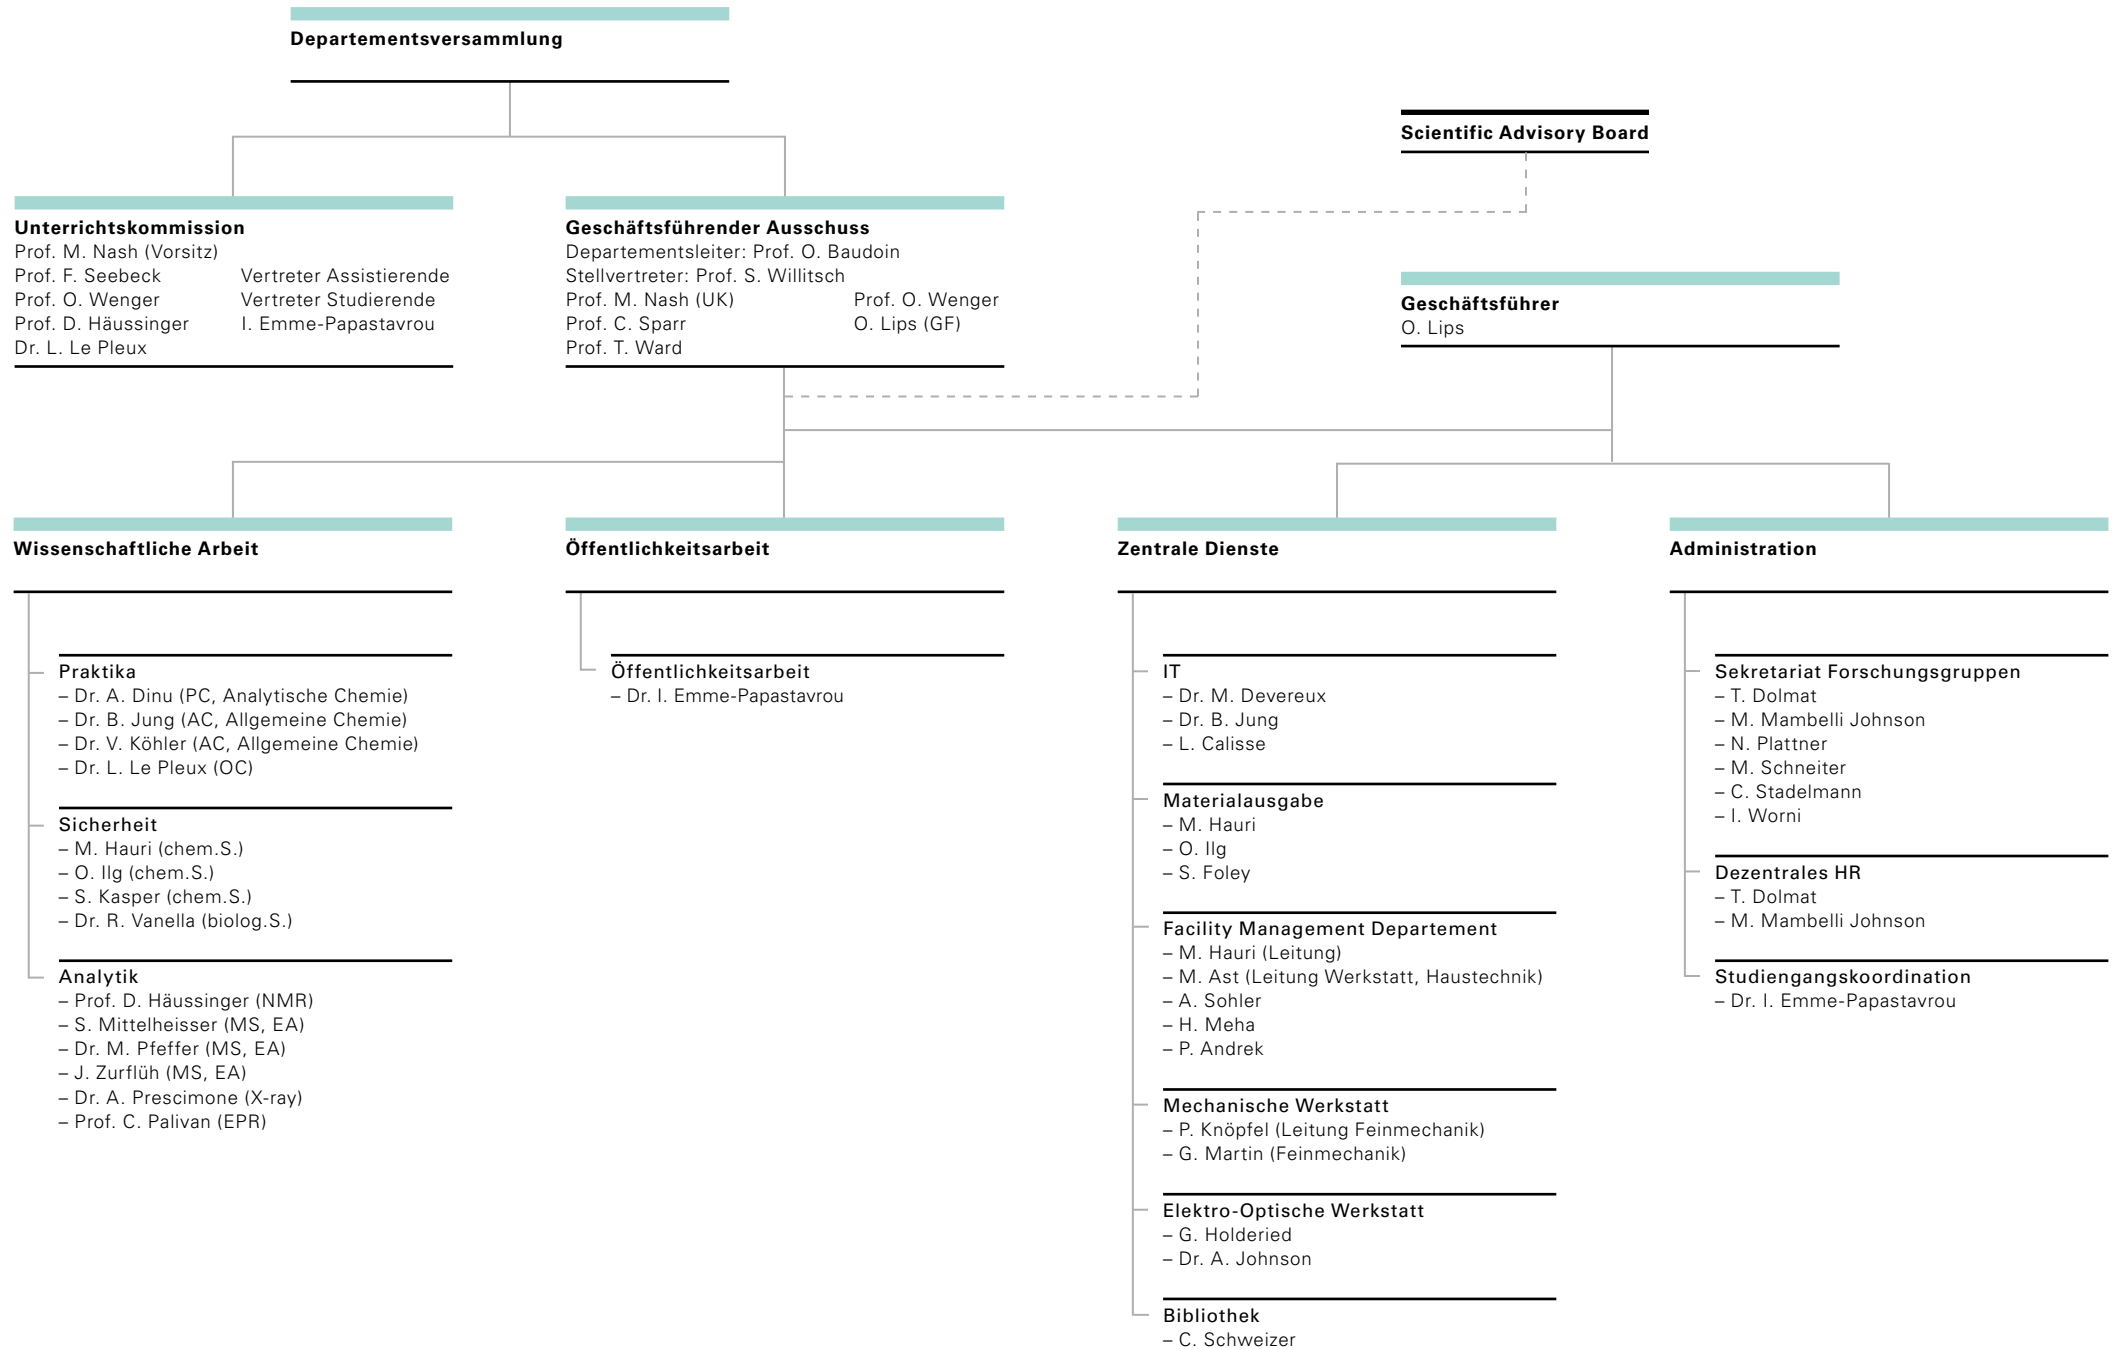 Departementsversammlung
Scientific Advisory Board
Unterrichtskommission
Prof. M. Nash (Vorsitz)
Prof. F. Seebeck
Prof. O. Wenger
Prof. D. Häussinger
Dr. L. Le Pleux
Vertreter Assistierende
Vertreter Studierende
I. Emme-Papastavrou
Geschäftsführender Ausschuss
Departementsleiter: Prof. O. Baudoin
Stellvertreter: Prof. S. Willitsch
Prof. M. Nash (UK)
Prof. C. Sparr
Prof. T. Ward
Prof. O. Wenger
O. Lips (GF)
Geschäftsführer
O. Lips
Wissenschaftliche Arbeit
Praktika
– Dr. A. Dinu (PC, Analytische Chemie)
– Dr. B. Jung (AC, Allgemeine Chemie)
– Dr. V. Köhler (AC, Allgemeine Chemie)
– Dr. L. Le Pleux (OC)
Sicherheit
– M. Hauri (chem.S.)
– O. Ilg (chem.S.)
– S. Kasper (chem.S.)
– Dr. R. Vanella (biolog.S.)
Analytik
– Prof. D. Häussinger (NMR)
– S. Mittelheisser (MS, EA)
– Dr. M. Pfeffer (MS, EA)
– J. Zurflüh (MS, EA)
– Dr. A. Prescimone (X-ray)
– Prof. C. Palivan (EPR)
Öffentlichkeitsarbeit
Öffentlichkeitsarbeit
– Dr. I. Emme-Papastavrou
Zentrale Dienste
IT
– Dr. M. Devereux
– Dr. B. Jung
– L. Calisse
Materialausgabe
– M. Hauri
– O. Ilg
– S. Foley
Facility Management Departement
– M. Hauri (Leitung)
– M. Ast (Leitung Werkstatt, Haustechnik)
– A. Sohler
– H. Meha
– P. Andrek
Mechanische Werkstatt
– P. Knöpfel (Leitung Feinmechanik)
– G. Martin (Feinmechanik)
Elektro-Optische Werkstatt
– G. Holderied
– Dr. A. Johnson
Bibliothek
– C. Schweizer
Administration
Sekretariat Forschungsgruppen
– T. Dolmat
– M. Mambelli Johnson
– N. Plattner
– M. Schneiter
– C. Stadelmann
– I. Worni
Dezentrales HR
– T. Dolmat
– M. Mambelli Johnson
Studiengangskoordination
– Dr. I. Emme-Papastavrou